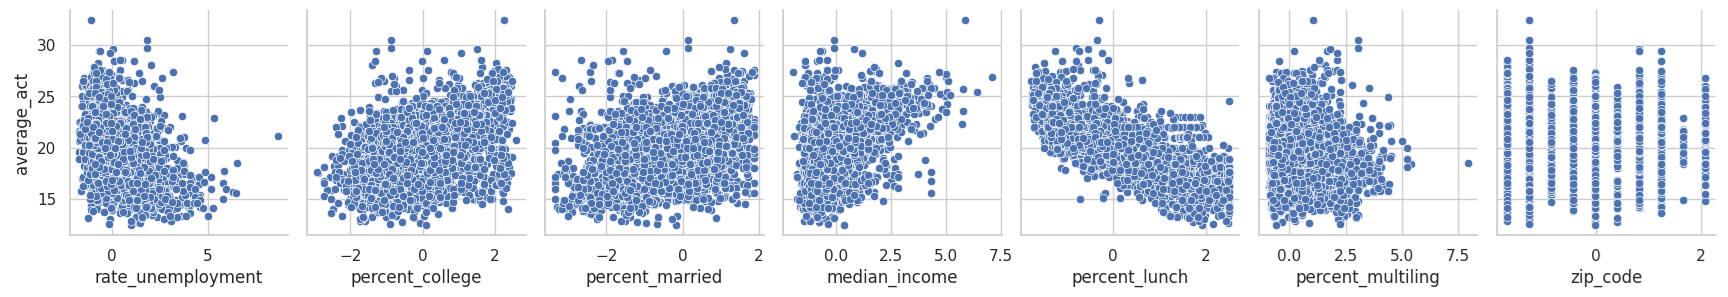 average_act
30
25
20
15
0 5
rate_unemployment
−2 0 2
percent_college
−2 0 2
percent_married
0.0 2.5 5.0 7.5
median_income
0 2
percent_lunch
0.0 2.5 5.0 7.5
percent_multiling
0 2
zip_code